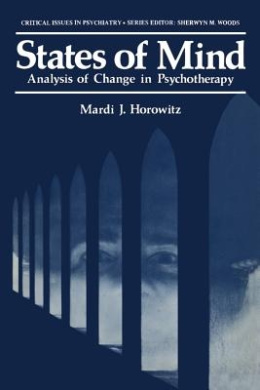 CRITICAL ISSUES IN PSYCHIATRY • SERIES EDITOR: SHERWYN M. WOODS
States of Mind
Analysis of Change in Psychotherapy
Mardi J. Horowitz